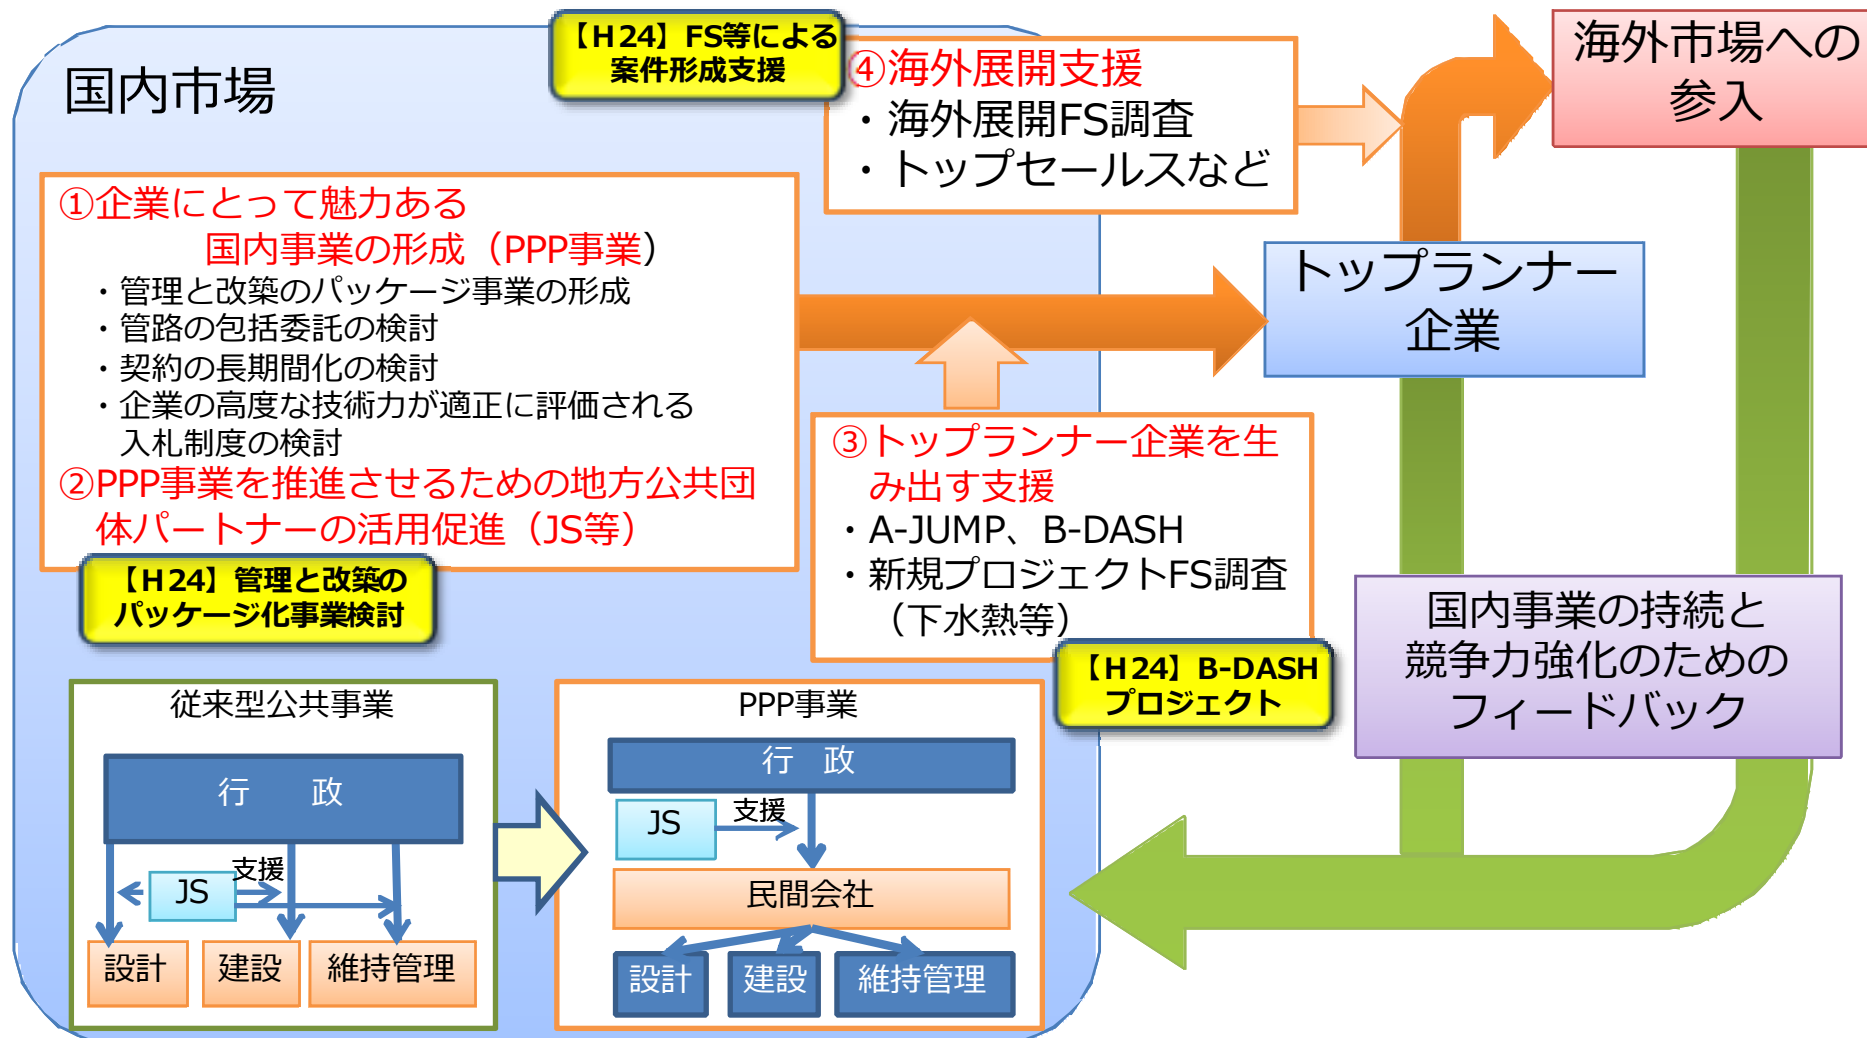 国内市場
【H24】FS等による
案件形成支援
④海外展開支援
・海外展開FS調査
・トップセールスなど
海外市場への
参入
①企業にとって魅力ある
国内事業の形成（PPP事業）
・管理と改築のパッケージ事業の形成
・管路の包括委託の検討
・契約の長期間化の検討
・企業の高度な技術力が適正に評価される
入札制度の検討
②PPP事業を推進させるための地方公共団
体パートナーの活用促進（JS等）
【H24】管理と改築の
パッケージ化事業検討
トップランナー
企業
③トップランナー企業を生
み出す支援
・A-JUMP、B-DASH
・新規プロジェクトFS調査
（下水熱等）
【H24】B-DASH
プロジェクト
国内事業の持続と
競争力強化のための
フィードバック
従来型公共事業
行　政
支援
JS
設計
建設
維持管理
PPP事業
行　政
JS
支援
民間会社
設計
建設
維持管理